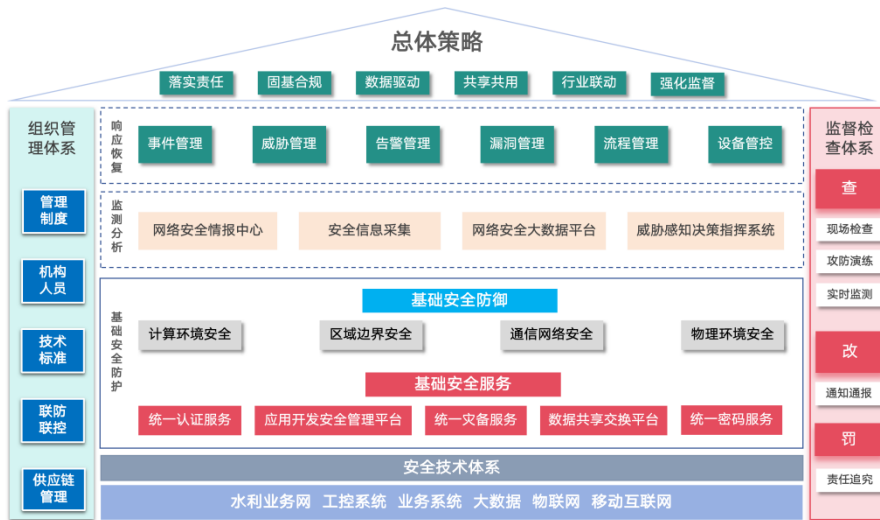 总体策略
落实责任 固基合规 数据驱动 共享共用 行业联动 强化监督
组织管
理体系
管理
制度
机构
人员
技术
标准
联防
联控
供应链
管理
响应恢复
事件管理 威胁管理 告警管理 漏洞管理 流程管理 设备管控
监测分析
网络安全情报中心 安全信息采集 网络安全大数据平台 威胁感知决策指挥系统
基础安全防护
基础安全防御
计算环境安全 区域边界安全 通信网络安全 物理环境安全
基础安全服务
统一认证服务 应用开发安全管理平台 统一灾备服务 数据共享交换平台 统一密码服务
安全技术体系
水利业务网 工控系统 业务系统 大数据 物联网 移动互联网
监督检
查体系
查
现场检查
攻防演练
实时监测
改
通知通报
罚
责任追究